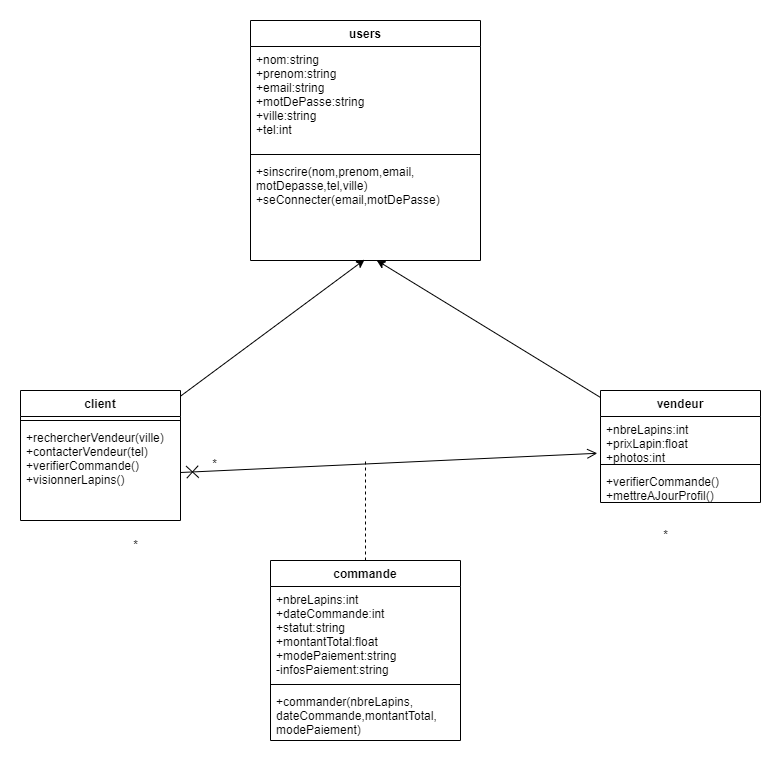 users
+nom:string
+prenom:string
+email:string
+motDePasse:string
+ville:string
+tel:int
+sinscrire(nom,prenom,email,
motDepasse,tel,ville)
+seConnecter(email,motDePasse)
client
+rechercherVendeur(ville)
+contacterVendeur(tel)
+verifierCommande()
+visionnerLapins()
*
*
vendeur
+nbreLapins:int
+prixLapin:float
+photos:int
+verifierCommande()
+mettreAJourProfil()
*
commande
+nbreLapins:int
+dateCommande:int
+statut:string
+montantTotal:float
+modePaiement:string
-infosPaiement:string
+commander(nbreLapins,
dateCommande,montantTotal,
modePaiement)